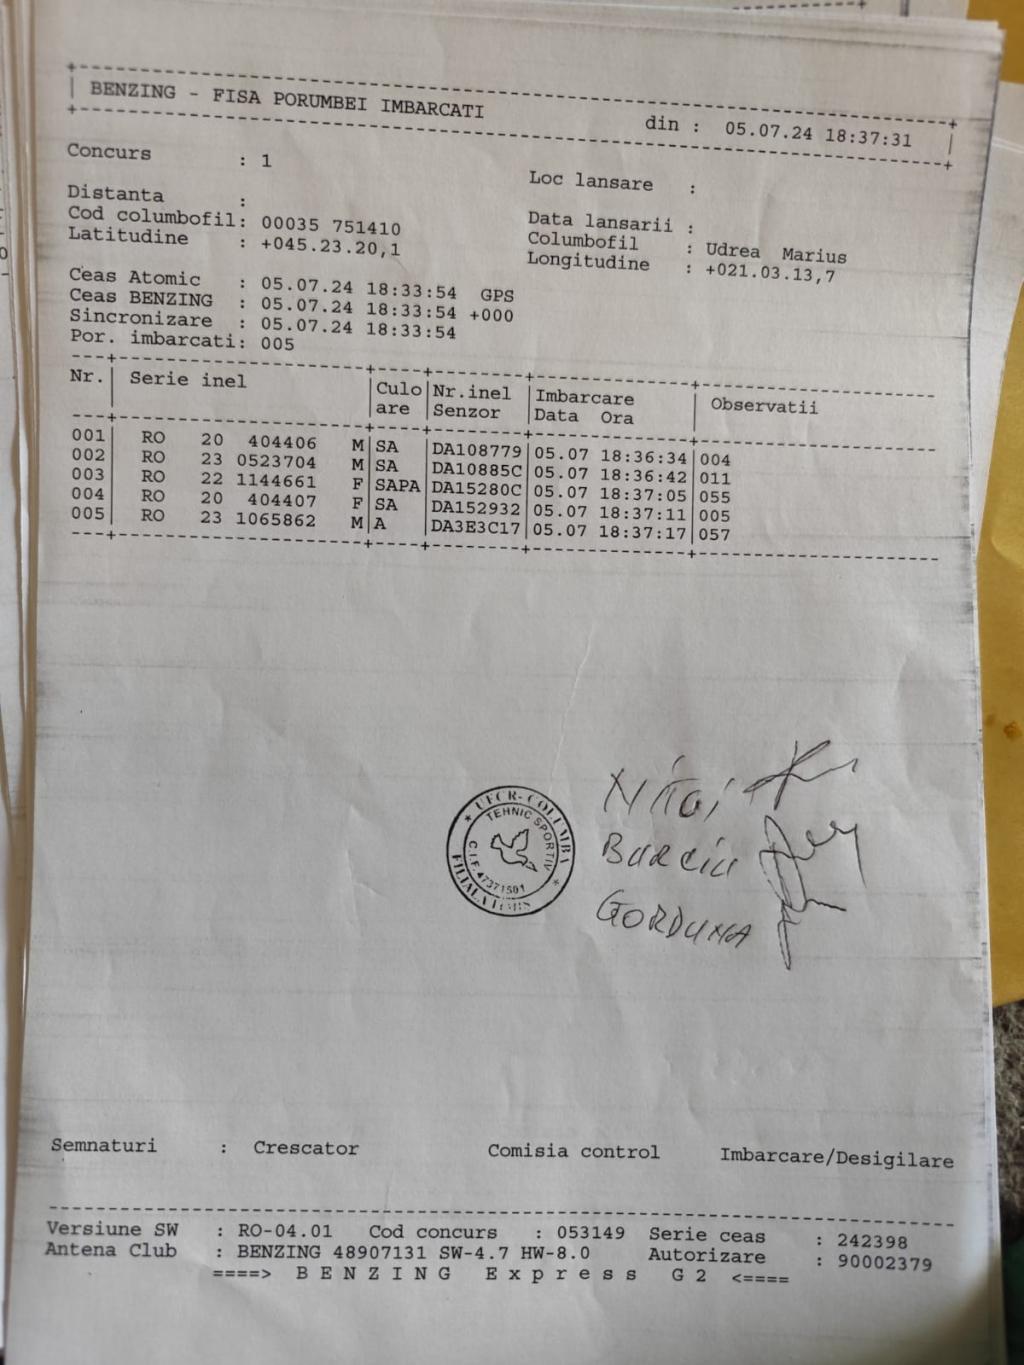 BENZING - FISA PORUMBEI IMBARCATI din : 05.07.24 18:37:31
Concurs : 1 Loc lansare :
Distanta : Data lansarii :
Cod columbofil: 00035 751410 Columbofil : Udrea Marius
Latitudine : +045.23.20,1 Longitudine : +021.03.13,7
Ceas Atomic : 05.07.24 18:33:54 GPS
Ceas BENZING : 05.07.24 18:33:54 +000
Sincronizare : 05.07.24 18:33:54
Por. imbarcati: 005
Nr.| Serie inel |Culo|Nr.inel |Imbarcare | Observatii
| |are |Senzor |Data Ora |
001| RO 20 404406 M|SA |DA108779|05.07 18:36:34|004
002| RO 23 0523704 M|SA |DA10885C|05.07 18:36:42|011
003| RO 22 1144661 F|SAPA|DA15280C|05.07 18:37:05|055
004| RO 20 404407 F|SA |DA152932|05.07 18:37:11|005
005| RO 23 1065862 M|A |DA3E3C17|05.07 18:37:17|057
UFCR-COLUMBA
TEHNIC SPORTIV
C.I.F. 47371501
FILIALA TIMIS
Nitoi
Burciu
GORDUNA
Semnaturi : Crescator Comisia control Imbarcare/Desigilare
Versiune SW : RO-04.01 Cod concurs : 053149 Serie ceas : 242398
Antena Club : BENZING 48907131 SW-4.7 HW-8.0 Autorizare : 90002379
====> B E N Z I N G E x p r e s s G 2 <====